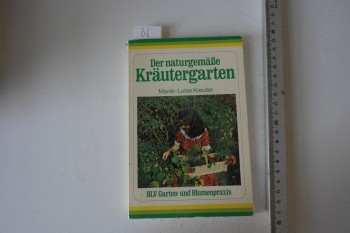 Der naturgemäße
Kräutergarten
Marie-Luise Kreuter
BLV Garten- und Blumenpraxis